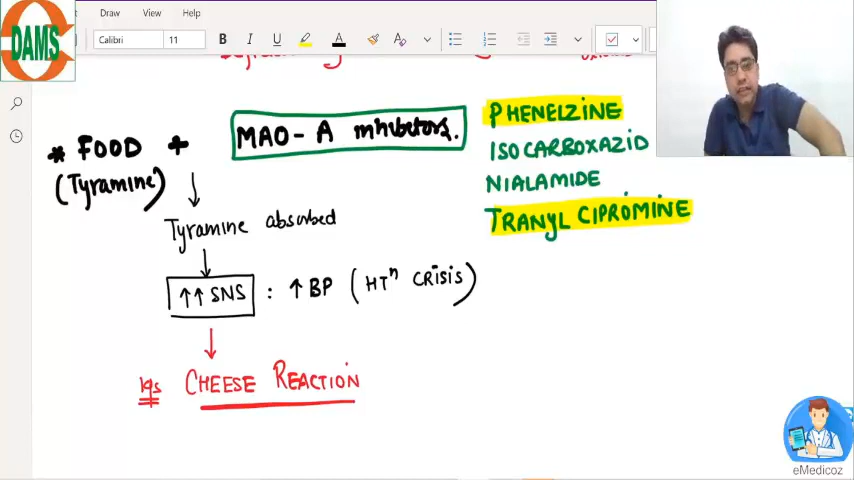 DAMS
Draw View Help
Calibri 11 B I U A
MAO-A inhibitors.
* FOOD +
(Tyramine)
PHENELZINE
ISOCARBOXAZID
NIALAMIDE
TRANYLCIPROMINE
Tyramine absorbed
↑↑ SNS : ↑ BP (HTⁿ CRISIS)
CHEESE REACTION
eMedicoz